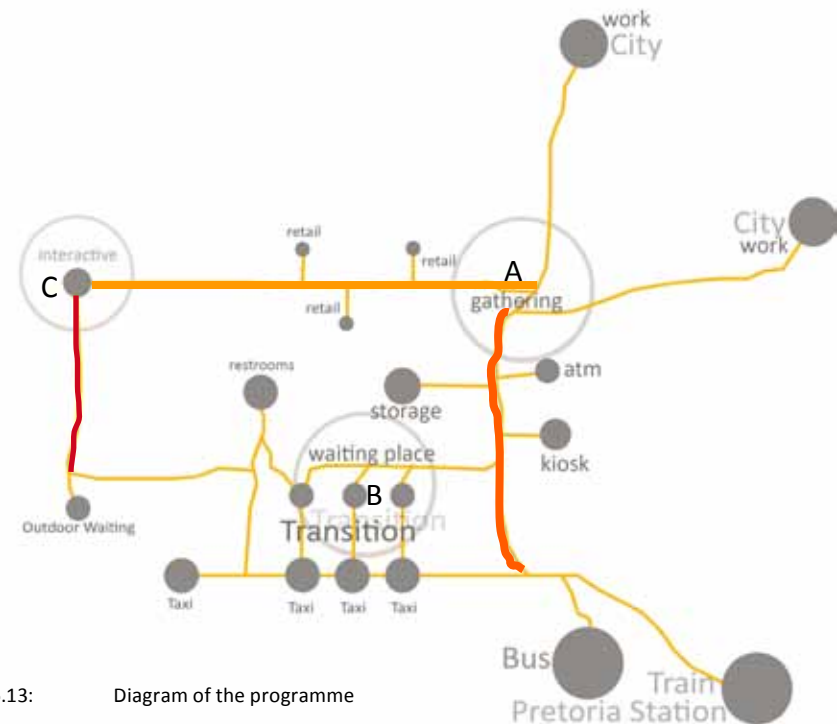 work
City
City
work
interactive
retail
retail
retail
C
A
gathering
restrooms
atm
storage
waiting place
kiosk
B
Transition
Transition
Outdoor Waiting
Taxi
Taxi
Taxi
Taxi
Bus
Train
Pretoria Station
.13: Diagram of the programme